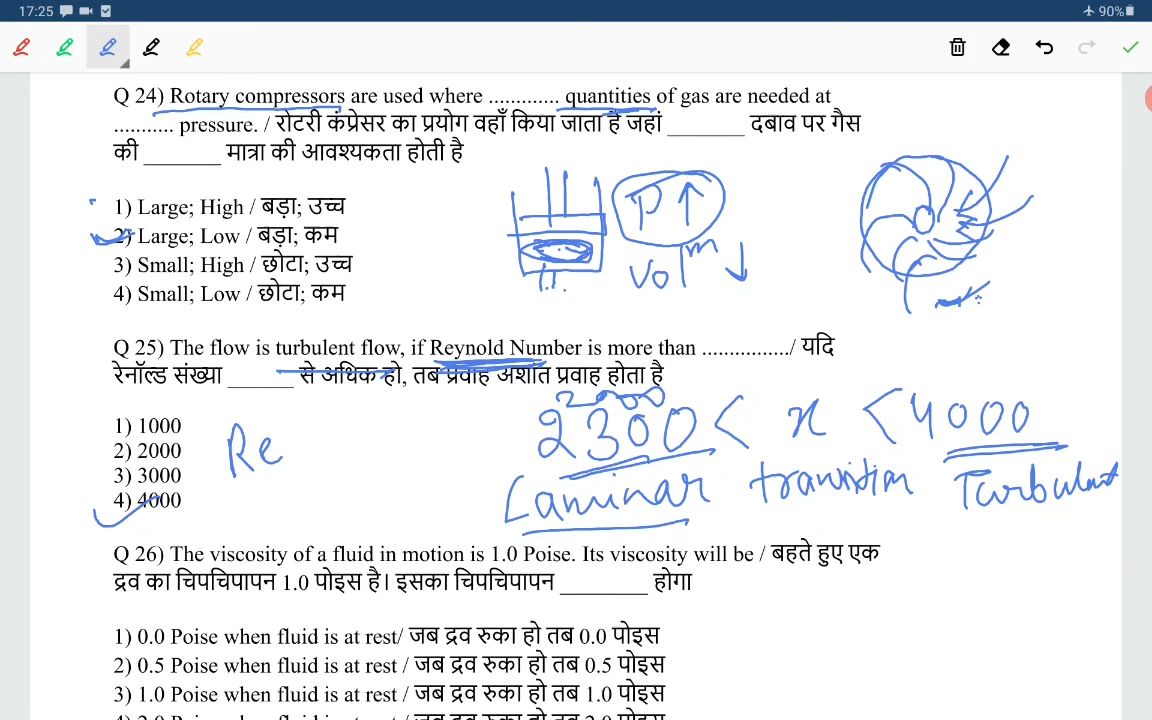 17:25
90%
Q 24) Rotary compressors are used where ............. quantities of gas are needed at
........... pressure. / रोटरी कंप्रेसर का प्रयोग वहाँ किया जाता है जहां _______ दबाव पर गैस
की _______ मात्रा की आवश्यकता होती है
1) Large; High / बड़ा; उच्च
2) Large; Low / बड़ा; कम
3) Small; High / छोटा; उच्च
4) Small; Low / छोटा; कम
P ↑
Vol^m ↓
Q 25) The flow is turbulent flow, if Reynold Number is more than ................/ यदि
रेनॉल्ड संख्या ______ से अधिक हो, तब प्रवाह अशांत प्रवाह होता है
1) 1000
2) 2000
3) 3000
4) 4000
Re
2000
2300 < x < 4000
Laminar transition Turbulent
Q 26) The viscosity of a fluid in motion is 1.0 Poise. Its viscosity will be / बहते हुए एक
द्रव का चिपचिपापन 1.0 पोइस है। इसका चिपचिपापन ________ होगा
1) 0.0 Poise when fluid is at rest/ जब द्रव रुका हो तब 0.0 पोइस
2) 0.5 Poise when fluid is at rest / जब द्रव रुका हो तब 0.5 पोइस
3) 1.0 Poise when fluid is at rest / जब द्रव रुका हो तब 1.0 पोइस